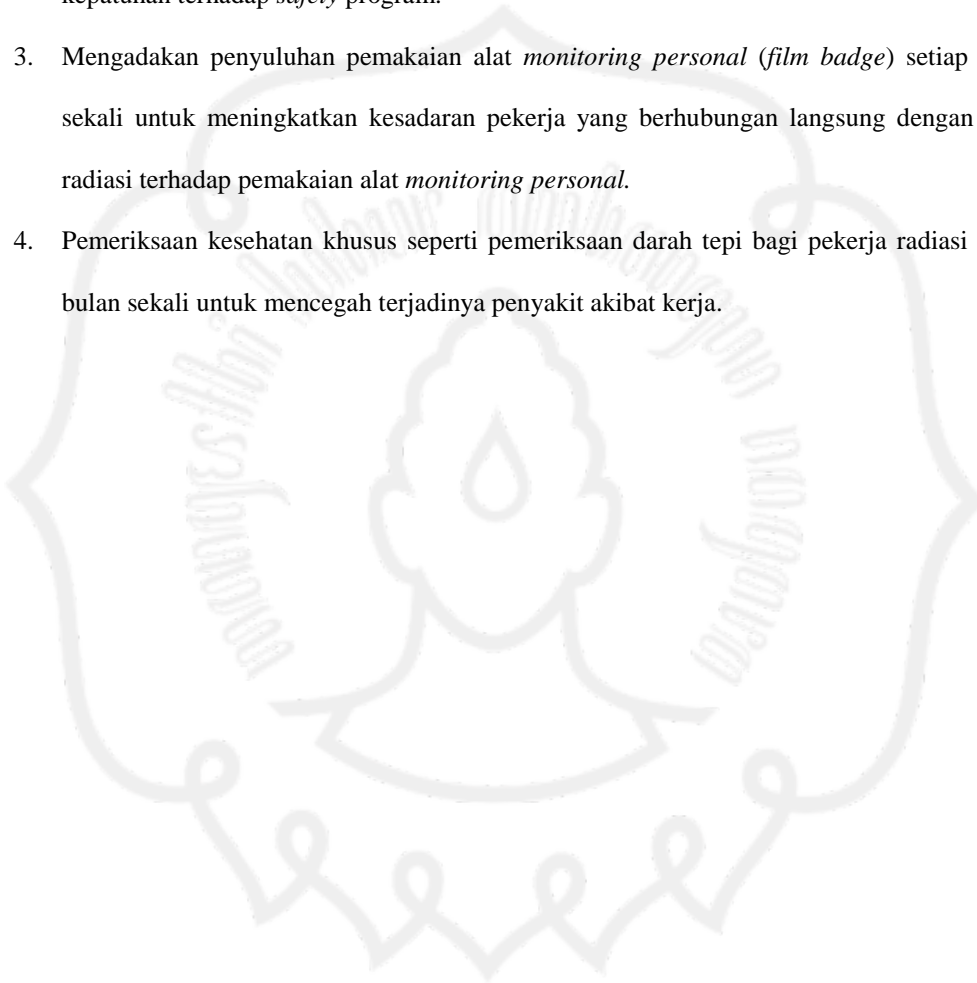 kepatuhan terhadap safety program.
3. Mengadakan penyuluhan pemakaian alat monitoring personal (film badge) setiap
sekali untuk meningkatkan kesadaran pekerja yang berhubungan langsung dengan
radiasi terhadap pemakaian alat monitoring personal.
4. Pemeriksaan kesehatan khusus seperti pemeriksaan darah tepi bagi pekerja radiasi
bulan sekali untuk mencegah terjadinya penyakit akibat kerja.